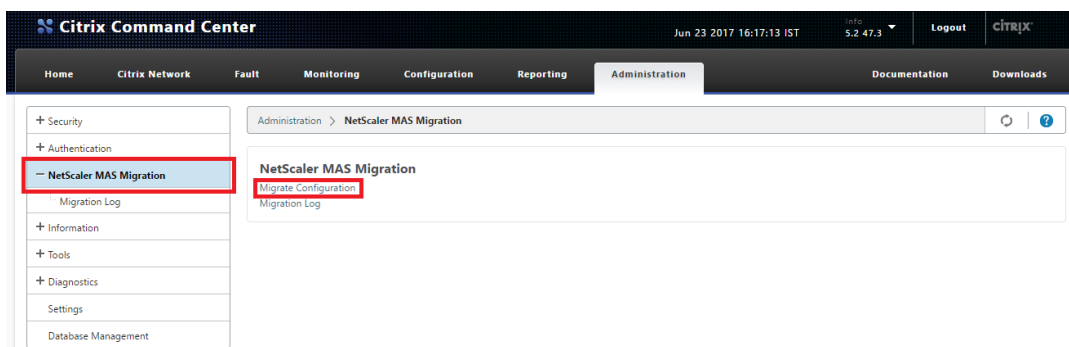 Citrix Command Center
Jun 23 2017 16:17:13 IST
Info
5.2 47.3
Logout
CITRIX
Home Citrix Network Fault Monitoring Configuration Reporting Administration Documentation Downloads
+ Security
+ Authentication
− NetScaler MAS Migration
Migration Log
+ Information
+ Tools
+ Diagnostics
Settings
Database Management
Administration > NetScaler MAS Migration
?
NetScaler MAS Migration
Migrate Configuration
Migration Log